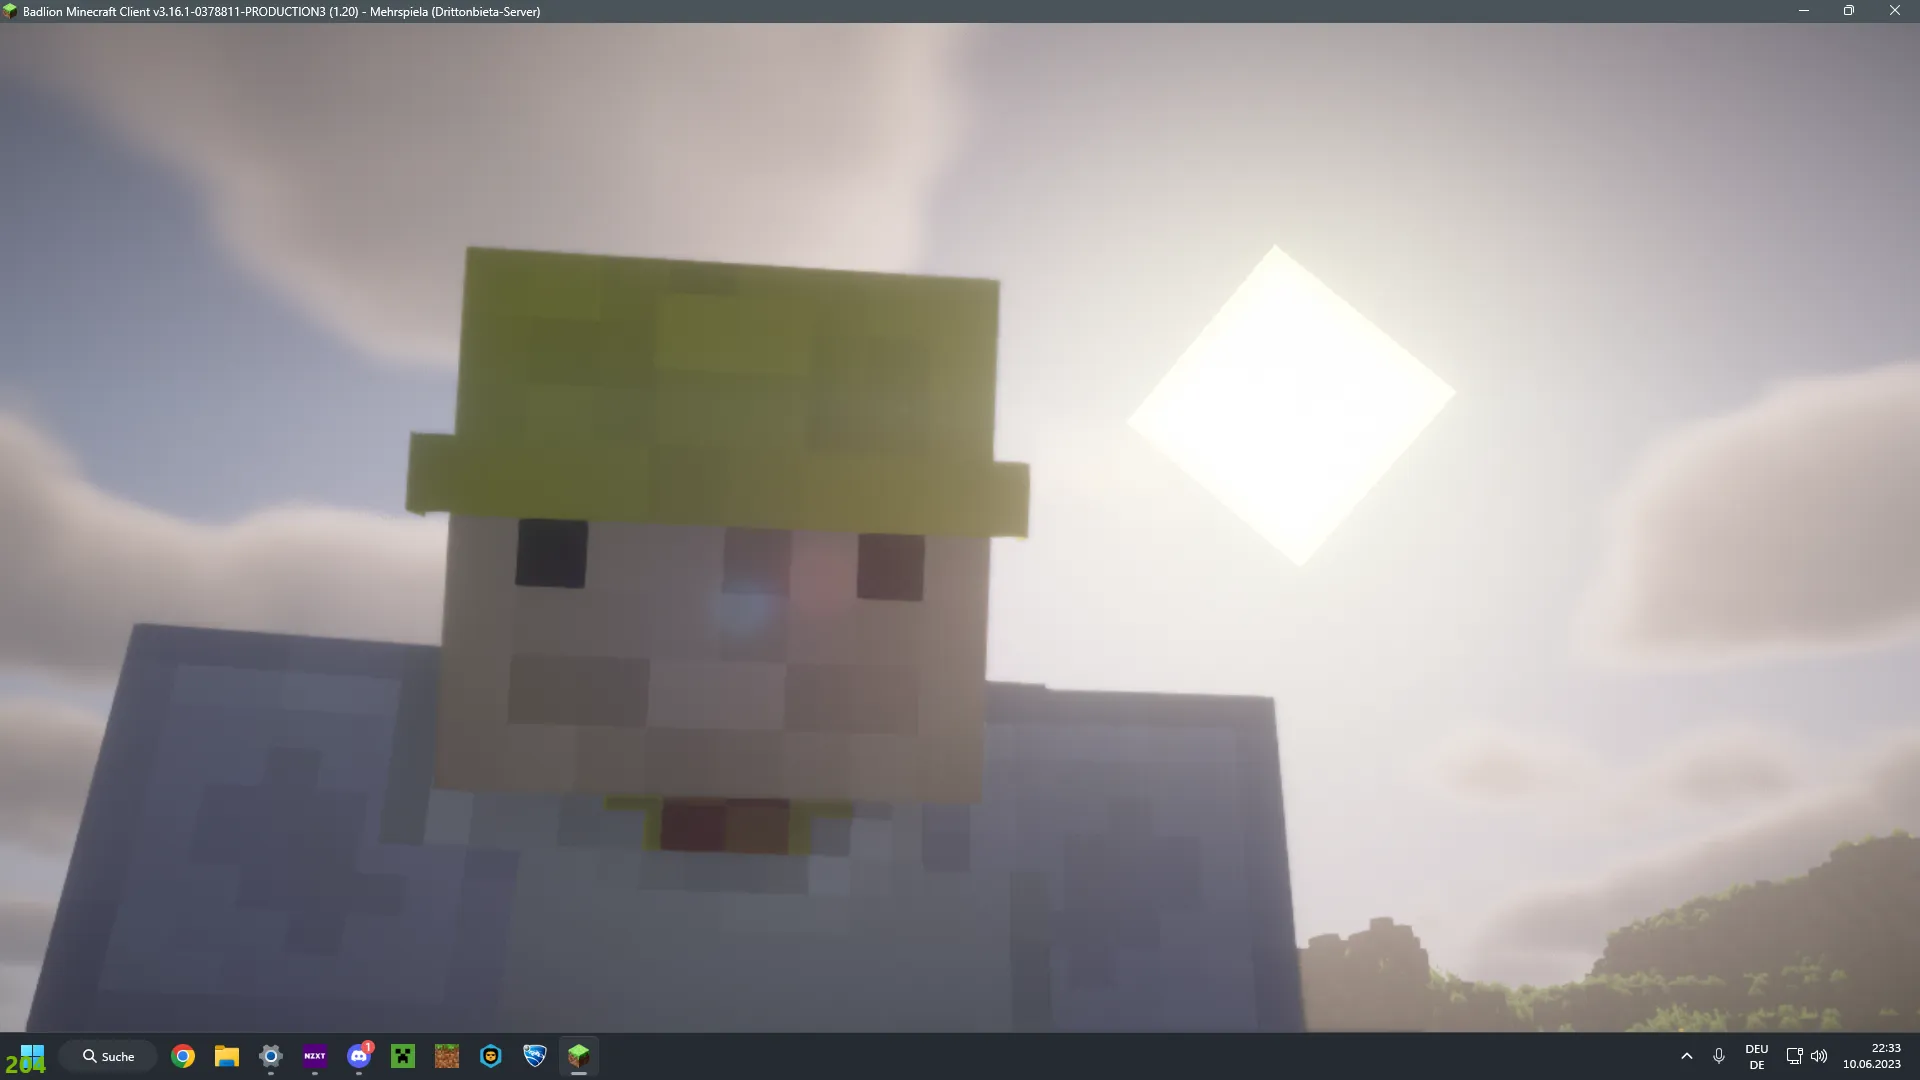 Badlion Minecraft Client v3.16.1-0378811-PRODUCTION3 (1.20) - Mehrspiela (Drittonbieta-Server)
204
Suche
NZXT
1
DEU
DE
22:33
10.06.2023